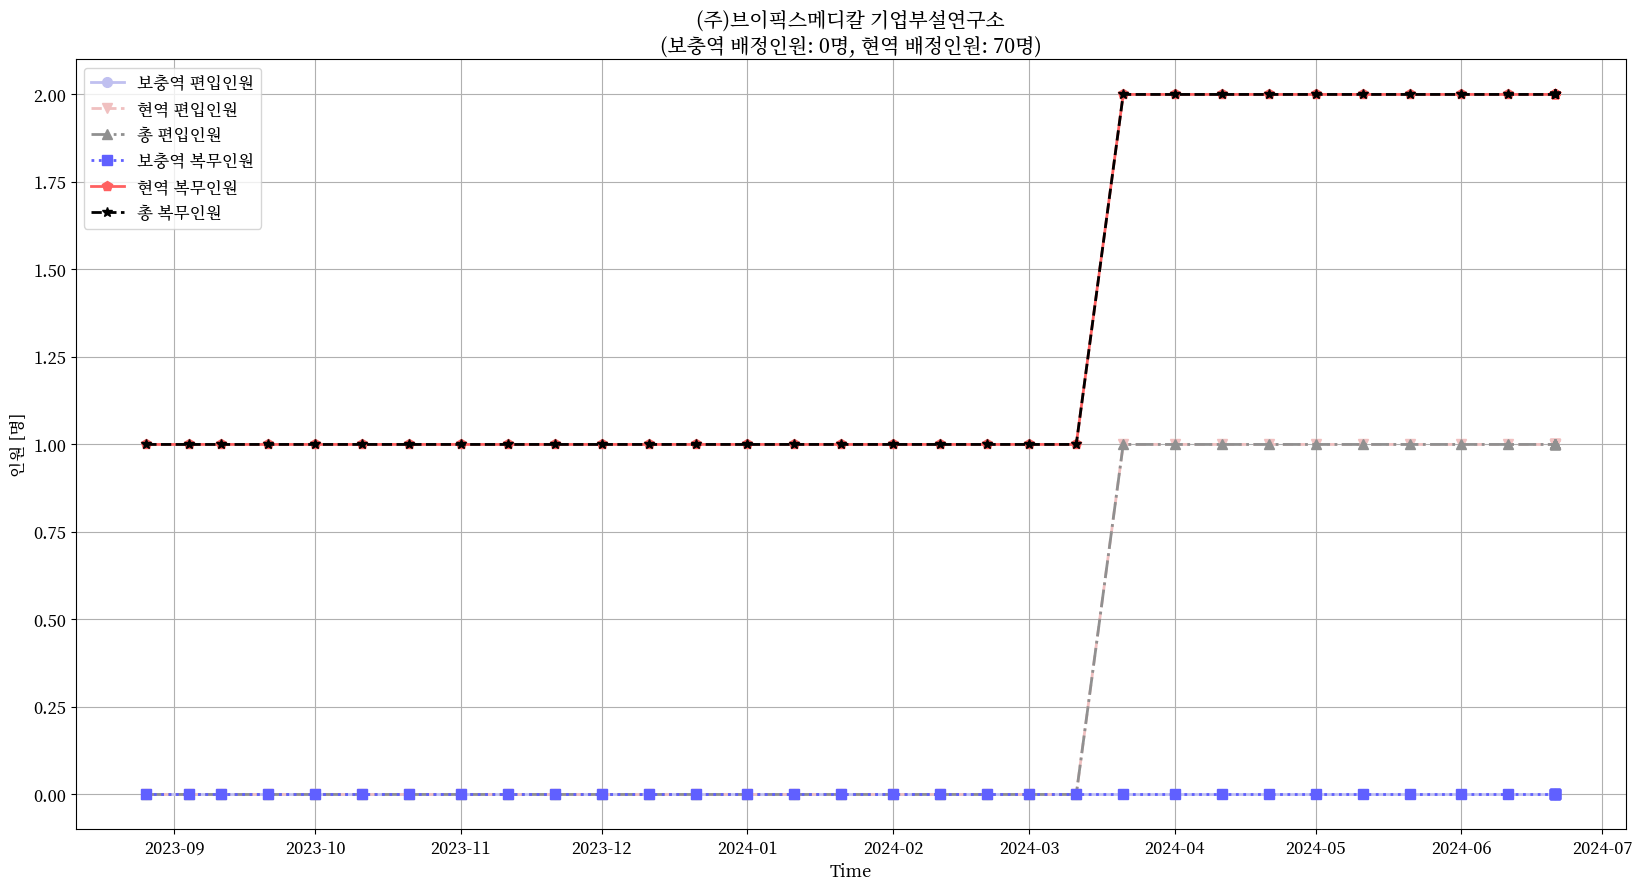 (주)브이픽스메디칼 기업부설연구소
(보충역 배정인원: 0명, 현역 배정인원: 70명)
보충역 편입인원
현역 편입인원
총 편입인원
보충역 복무인원
현역 복무인원
총 복무인원
2.00
1.75
1.50
1.25
1.00
0.75
0.50
0.25
0.00
인원 [명]
2023-09 2023-10 2023-11 2023-12 2024-01 2024-02 2024-03 2024-04 2024-05 2024-06 2024-07
Time